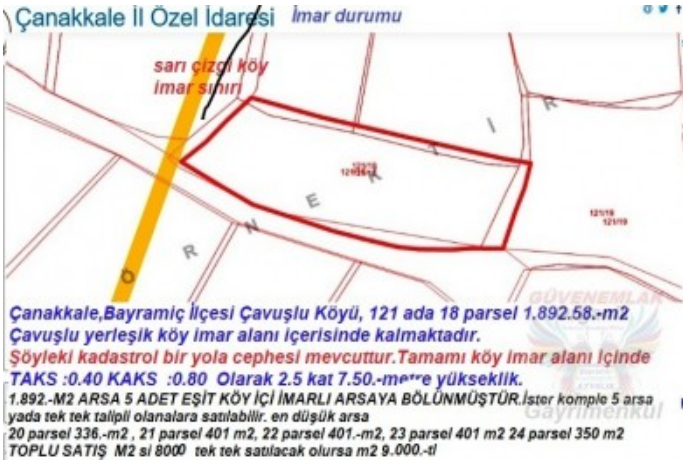 Çanakkale İl Özel İdaresi
İmar durumu
sarı çizgi köy
imar sınırı
ÖRNEKTİR
121/19
121/19
Çanakkale,Bayramiç İlçesi Çavuşlu Köyü, 121 ada 18 parsel 1.892.58.-m2
Çavuşlu yerleşik köy imar alanı içerisinde kalmaktadır.
Şöyleki kadastrol bir yola cephesi mevcuttur.Tamamı köy imar alanı içinde
TAKS :0.40 KAKS :0.80 Olarak 2.5 kat 7.50.-metre yükseklik.
1.892.-M2 ARSA 5 ADET EŞİT KÖY İÇİ İMARLI ARSAYA BÖLÜNMÜŞTÜR.İster komple 5 arsa
yada tek tek talipli olanalara satılabilir. en düşük arsa
20 parsel 336.-m2 , 21 parsel 401 m2, 22 parsel 401.-m2, 23 parsel 401 m2 24 parsel 350 m2
TOPLU SATIŞ M2 si 8000 tek tek satılacak olursa m2 9.000.-tl
GÜVENEMLAK
Gayrimenkul